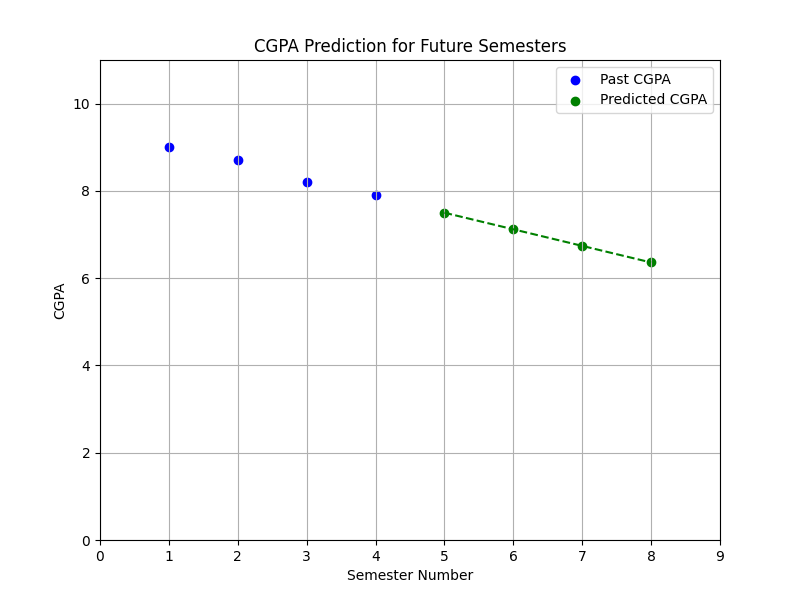 CGPA Prediction for Future Semesters
Past CGPA
Predicted CGPA
10
8
6
4
2
0
CGPA
0 1 2 3 4 5 6 7 8 9
Semester Number